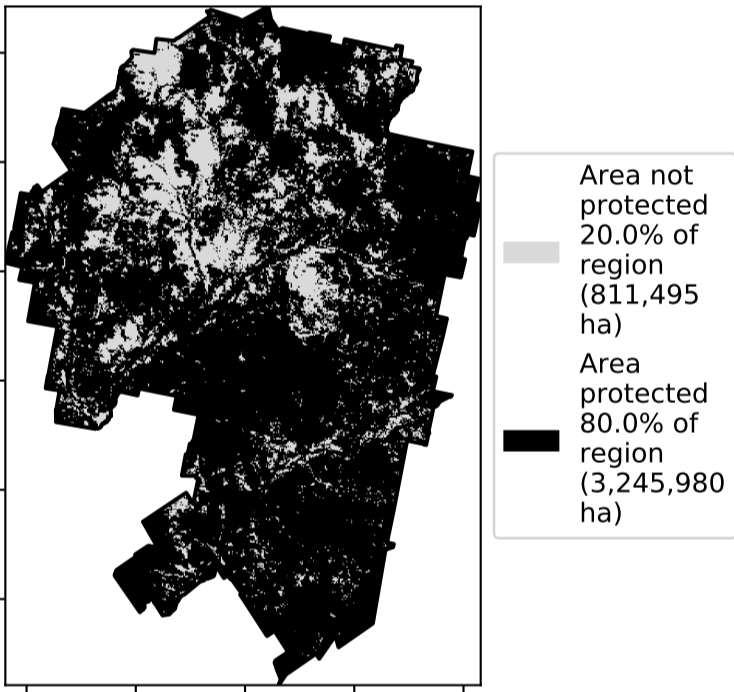 Area not
protected
20.0% of
region
(811,495
ha)
Area
protected
80.0% of
region
(3,245,980
ha)